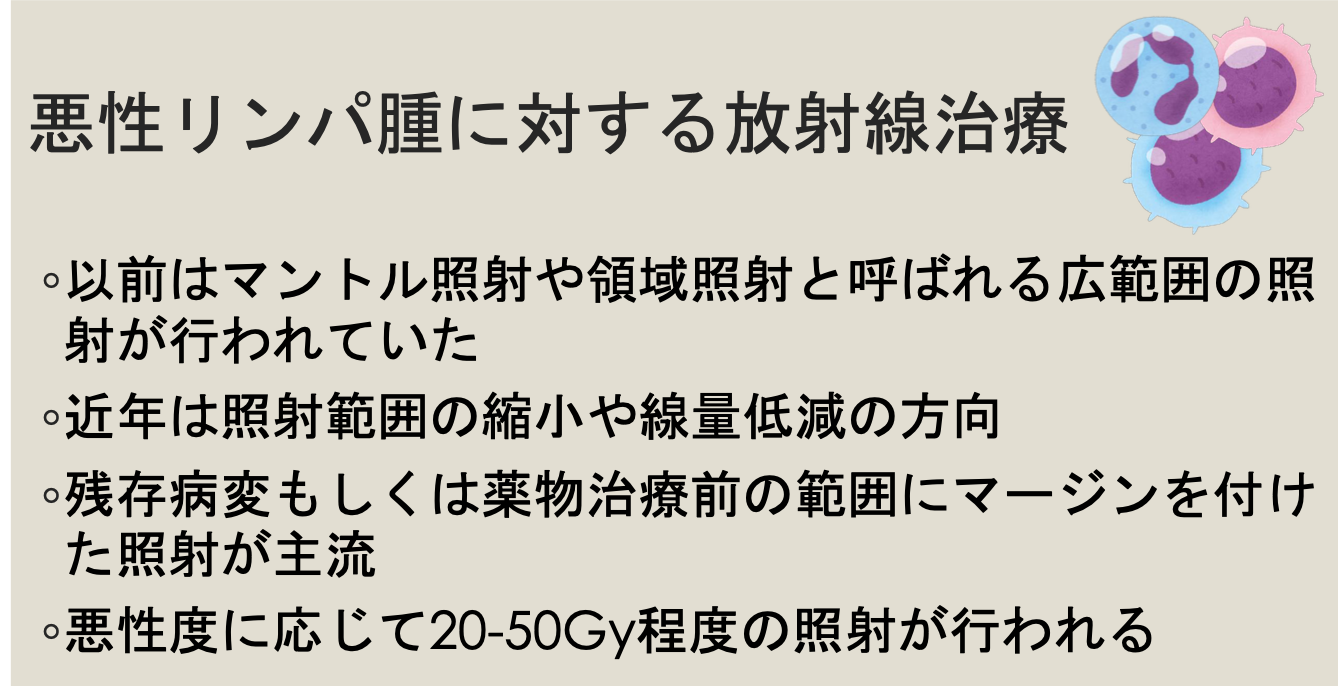 悪性リンパ腫に対する放射線治療
◦以前はマントル照射や領域照射と呼ばれる広範囲の照
射が行われていた
◦近年は照射範囲の縮小や線量低減の方向
◦残存病変もしくは薬物治療前の範囲にマージンを付け
た照射が主流
◦悪性度に応じて20-50Gy程度の照射が行われる